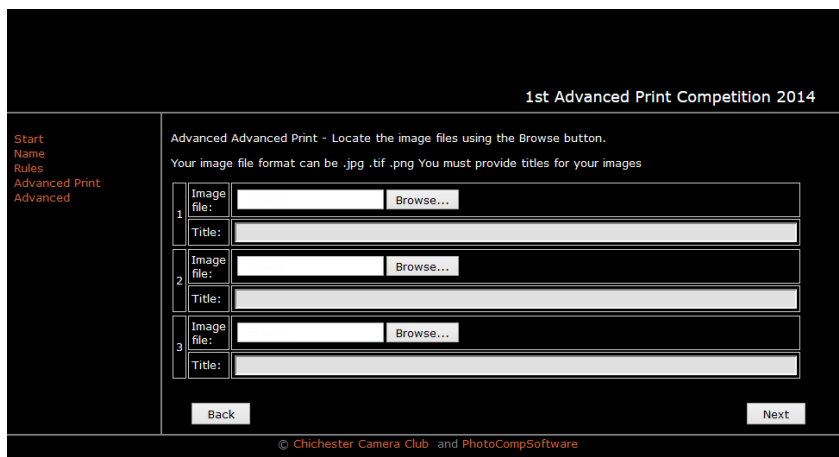 1st Advanced Print Competition 2014
Start
Name
Rules
Advanced Print
Advanced
Advanced Advanced Print - Locate the image files using the Browse button.
Your image file format can be .jpg .tif .png You must provide titles for your images
1
Image
file:
Browse...
Title:
2
Image
file:
Browse...
Title:
3
Image
file:
Browse...
Title:
Back
Next
© Chichester Camera Club and PhotoCompSoftware